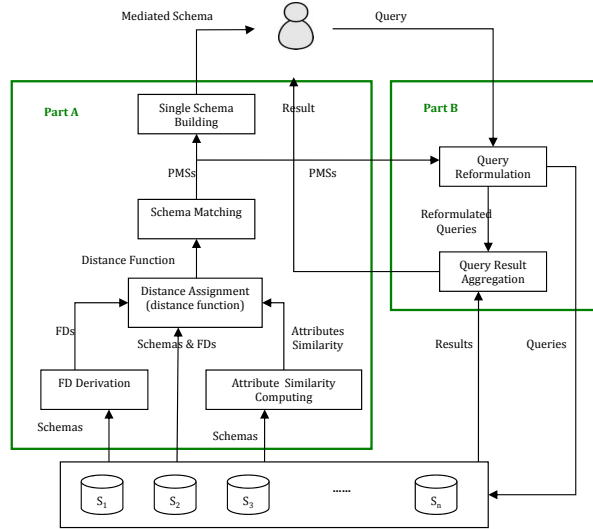 Mediated Schema
Query
Part A
Single Schema
Building
Result
Part B
PMSs
PMSs
Query
Reformulation
Schema Matching
Reformulated
Queries
Distance Function
Query Result
Aggregation
Distance Assignment
(distance function)
FDs
Schemas & FDs
Attributes
Similarity
Results
Queries
FD Derivation
Attribute Similarity
Computing
Schemas
Schemas
S1
S2
S3
......
Sn